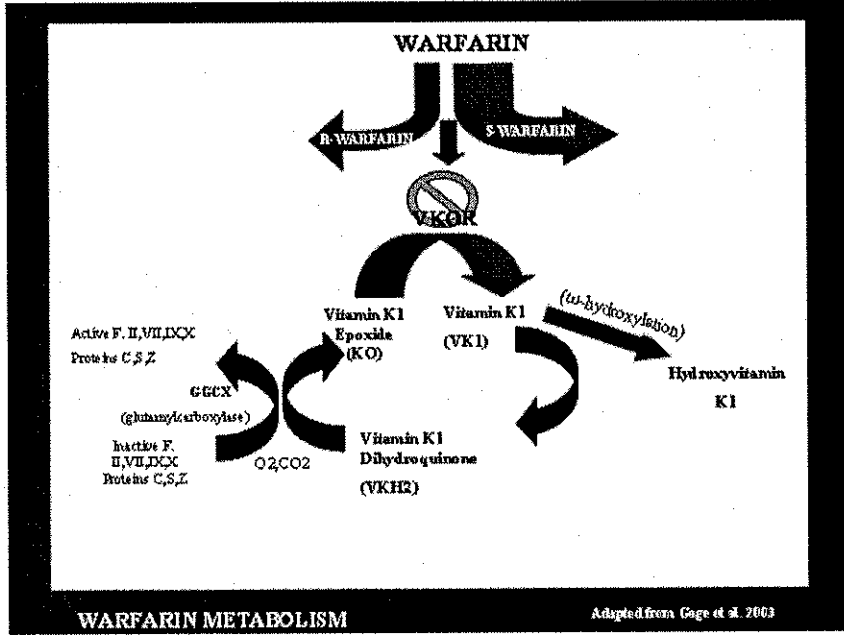 WARFARIN
R-WARFARIN
S-WARFARIN
VKOR
Vitamin K1
Epoxide
(KO)
Vitamin K1
(VK1)
(ω-hydroxylation)
Hydroxyvitamin
K1
Active F. II,VII,IX,X
Proteins C,S,Z
GGCX
(glutamylcarboxylase)
Inactive F.
II,VII,IX,X
Proteins C,S,Z
O2,CO2
Vitamin K1
Dihydroquinone
(VKH2)
WARFARIN METABOLISM
Adapted from Gage et al. 2003